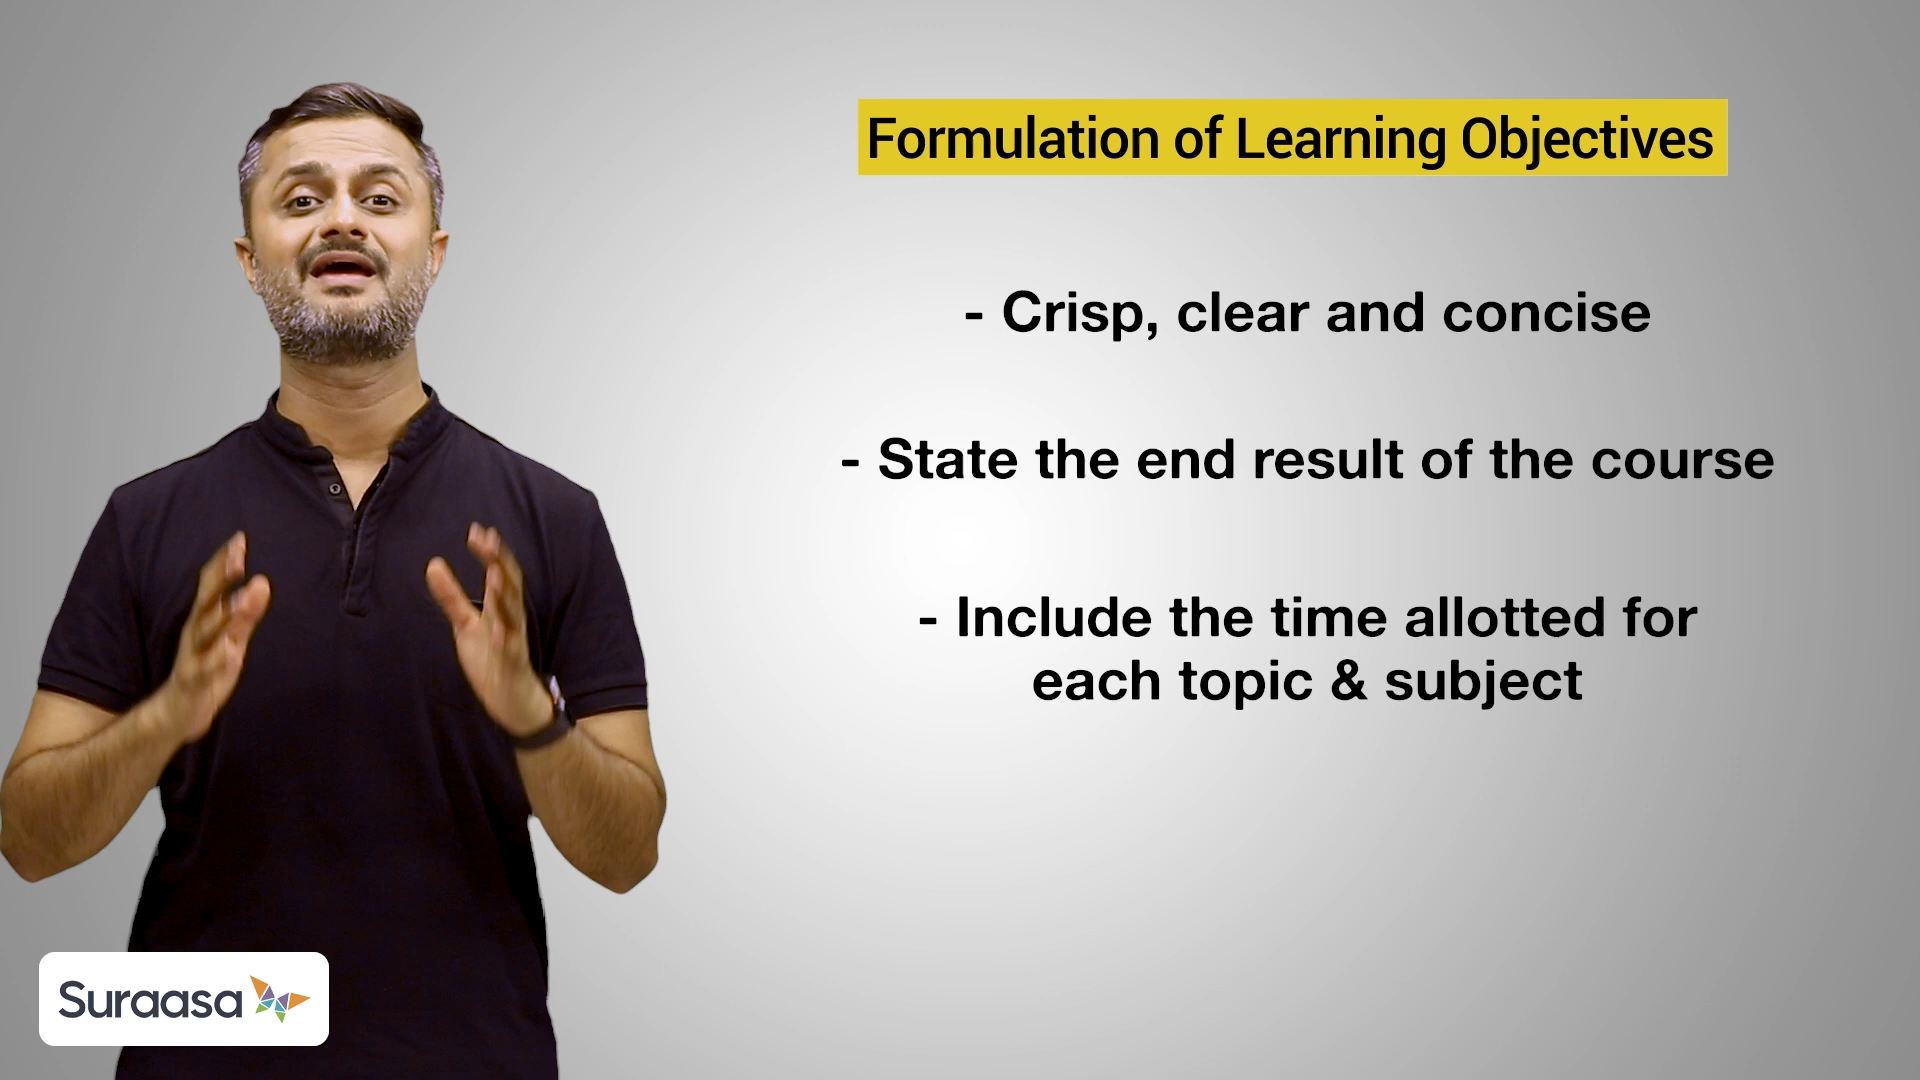 Formulation of Learning Objectives
- Crisp, clear and concise
- State the end result of the course
- Include the time allotted for
each topic & subject
Suraasa